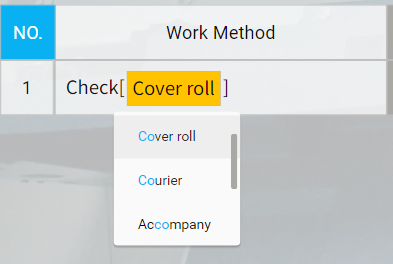 NO. Work Method
1 Check[ Cover roll ]
Cover roll
Courier
Accompany